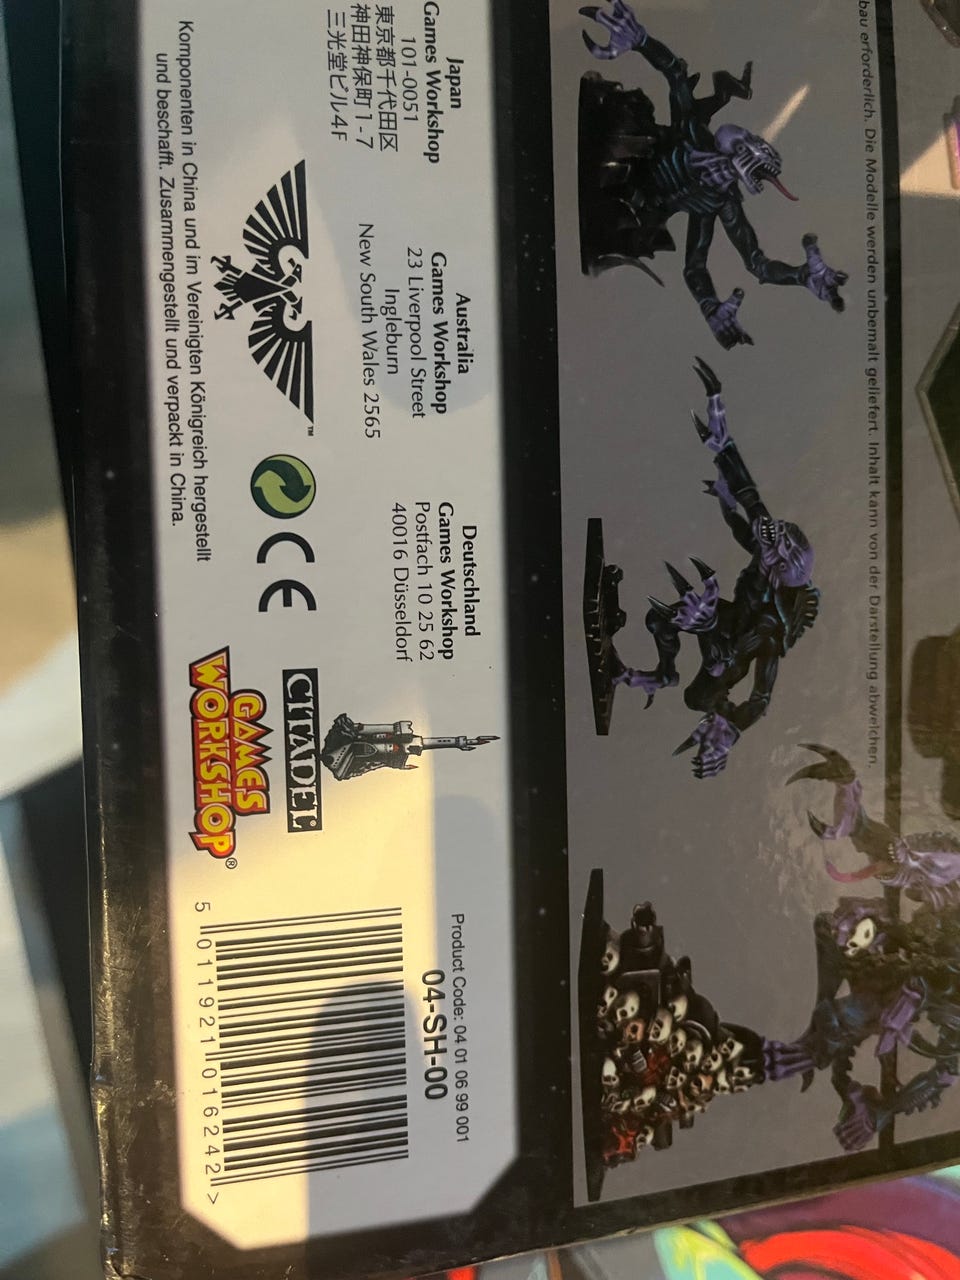 bau erforderlich. Die Modelle werden unbemalt geliefert. Inhalt kann von der Darstellung abweichen.
Japan
Games Workshop
101-0051
東京都千代田区
神田神保町1-7
三光堂ビル4F
Australia
Games Workshop
23 Liverpool Street
Ingleburn
New South Wales 2565
Deutschland
Games Workshop
Postfach 10 25 62
40016 Düsseldorf
Product Code: 04 01 06 99 001
04-SH-00
TM
CE
CITADEL
GAMES
WORKSHOP®
5 011921 016242 >
Komponenten in China und im Vereinigten Königreich hergestellt
und beschafft. Zusammengestellt und verpackt in China.